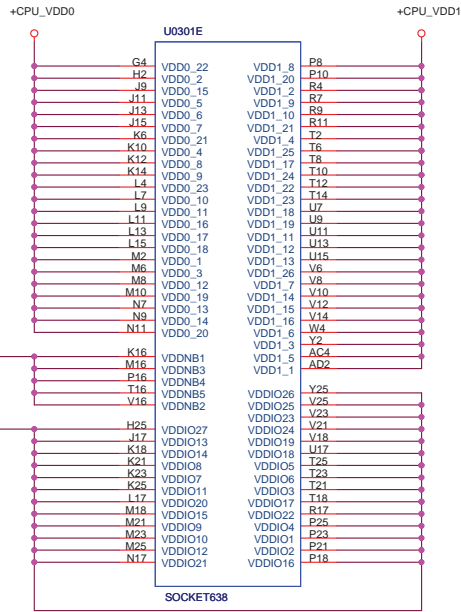 +CPU_VDD0 +CPU_VDD1
U0301E
G4 VDD0_22 VDD1_8 P8
H2 VDD0_2 VDD1_20 P10
J9 VDD0_15 VDD1_2 R4
J11 VDD0_5 VDD1_9 R7
J13 VDD0_6 VDD1_10 R9
J15 VDD0_7 VDD1_21 R11
K6 VDD0_21 VDD1_4 T2
K10 VDD0_4 VDD1_25 T6
K12 VDD0_8 VDD1_17 T8
K14 VDD0_9 VDD1_24 T10
L4 VDD0_23 VDD1_22 T12
L7 VDD0_10 VDD1_23 T14
L9 VDD0_11 VDD1_18 U7
L11 VDD0_16 VDD1_19 U9
L13 VDD0_17 VDD1_11 U11
L15 VDD0_18 VDD1_12 U13
M2 VDD0_1 VDD1_13 U15
M6 VDD0_3 VDD1_26 V6
M8 VDD0_12 VDD1_7 V8
M10 VDD0_19 VDD1_14 V10
N7 VDD0_13 VDD1_15 V12
N9 VDD0_14 VDD1_16 V14
N11 VDD0_20 VDD1_6 W4
VDD1_3 Y2
K16 VDDNB1 VDD1_5 AC4
M16 VDDNB3 VDD1_1 AD2
P16 VDDNB4
T16 VDDNB5 VDDIO26 Y25
V16 VDDNB2 VDDIO25 V25
VDDIO23 V23
H25 VDDIO27 VDDIO24 V21
J17 VDDIO13 VDDIO19 V18
K18 VDDIO14 VDDIO18 U17
K21 VDDIO8 VDDIO5 T25
K23 VDDIO7 VDDIO6 T23
K25 VDDIO11 VDDIO3 T21
L17 VDDIO20 VDDIO17 T18
M18 VDDIO15 VDDIO22 R17
M21 VDDIO9 VDDIO4 P25
M23 VDDIO10 VDDIO1 P23
M25 VDDIO12 VDDIO2 P21
N17 VDDIO21 VDDIO16 P18
SOCKET638